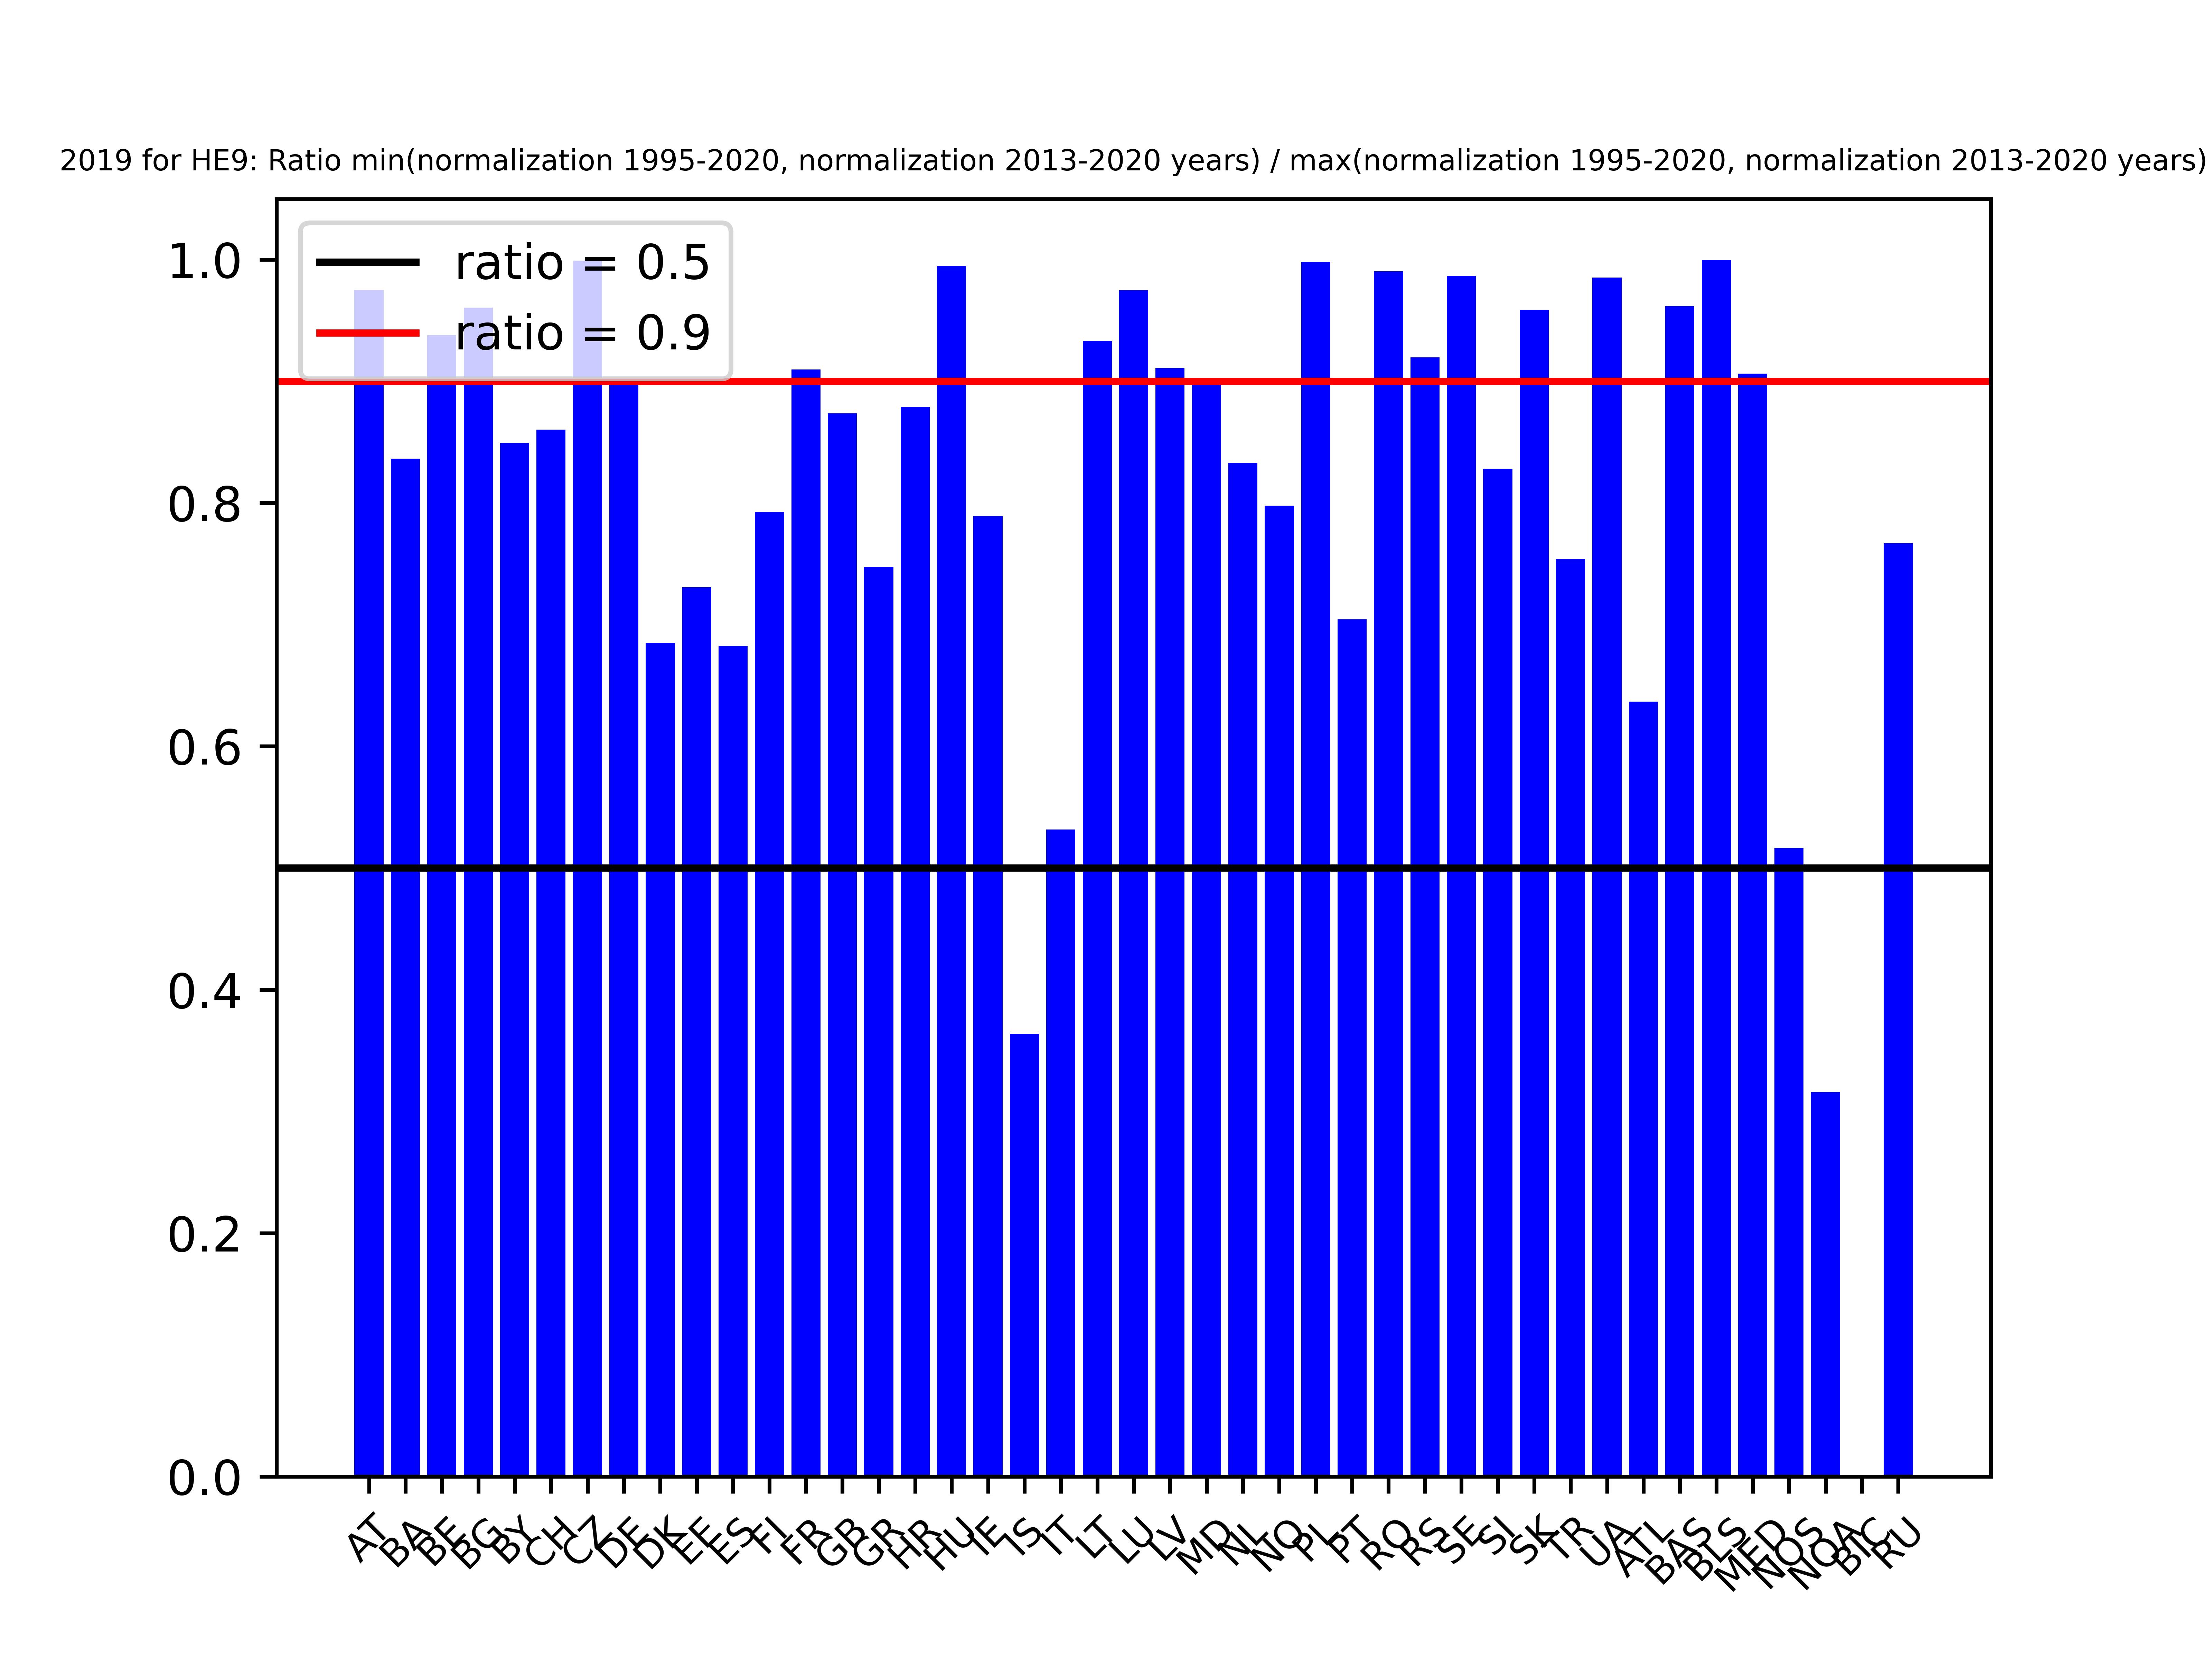 2019 for HE9: Ratio min(normalization 1995-2020, normalization 2013-2020 years) / max(normalization 1995-2020, normalization 2013-2020 years)
ratio = 0.5
ratio = 0.9
1.0
0.8
0.6
0.4
0.2
0.0
AT
BA
BE
BG
BY
CH
CZ
DE
DK
EE
ES
FI
FR
GB
GR
HR
HU
IE
IS
IT
LT
LU
LV
MD
NL
NO
PL
PT
RO
RS
SE
SI
SK
TR
UA
ATL
BAS
BLS
MED
NOS
NOA
BIC
RU